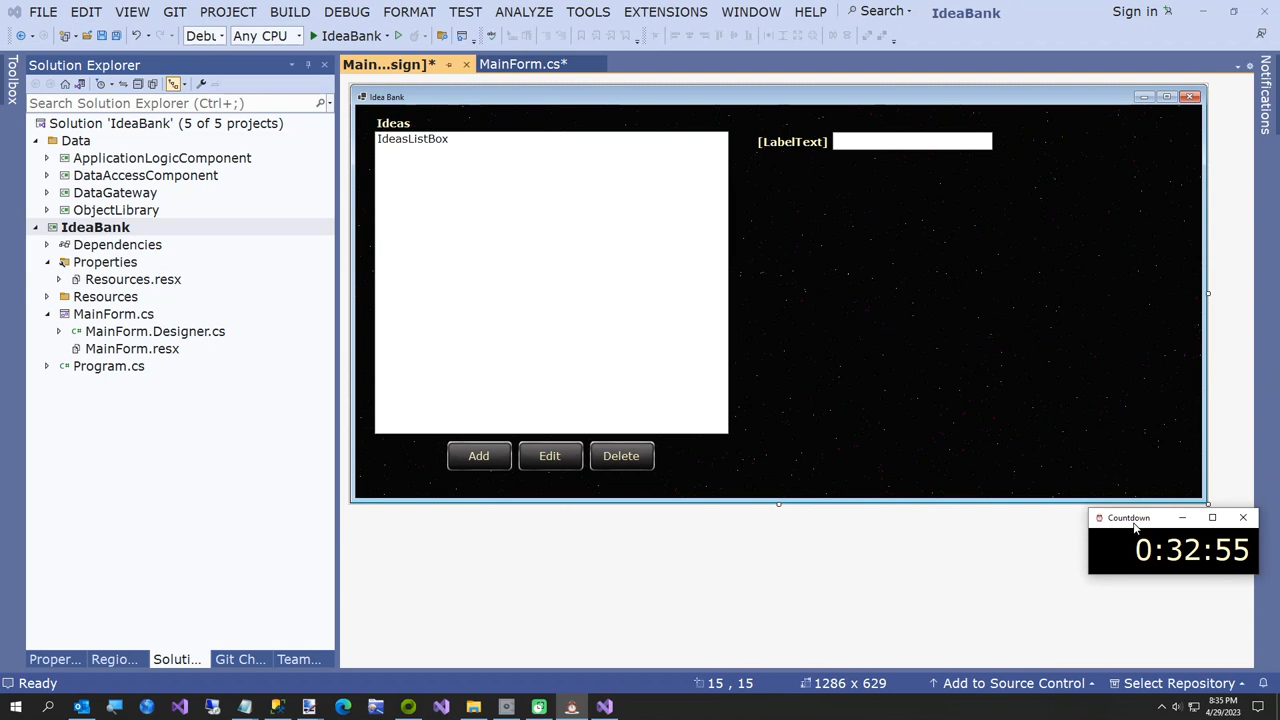 FILE EDIT VIEW GIT PROJECT BUILD DEBUG FORMAT TEST ANALYZE TOOLS EXTENSIONS WINDOW HELP Search IdeaBank Sign in
Debu Any CPU IdeaBank
Toolbox
Solution Explorer
Search Solution Explorer (Ctrl+;)
Solution 'IdeaBank' (5 of 5 projects)
Data
ApplicationLogicComponent
DataAccessComponent
DataGateway
ObjectLibrary
IdeaBank
Dependencies
Properties
Resources.resx
Resources
MainForm.cs
MainForm.Designer.cs
MainForm.resx
Program.cs
Proper... Regio... Soluti... Git Ch... Team...
Main...sign]* MainForm.cs*
Idea Bank
Ideas
IdeasListBox
[LabelText]
Add Edit Delete
Countdown
0:32:55
Notifications
Ready 15 , 15 1286 x 629 Add to Source Control Select Repository
8:35 PM
4/29/2023